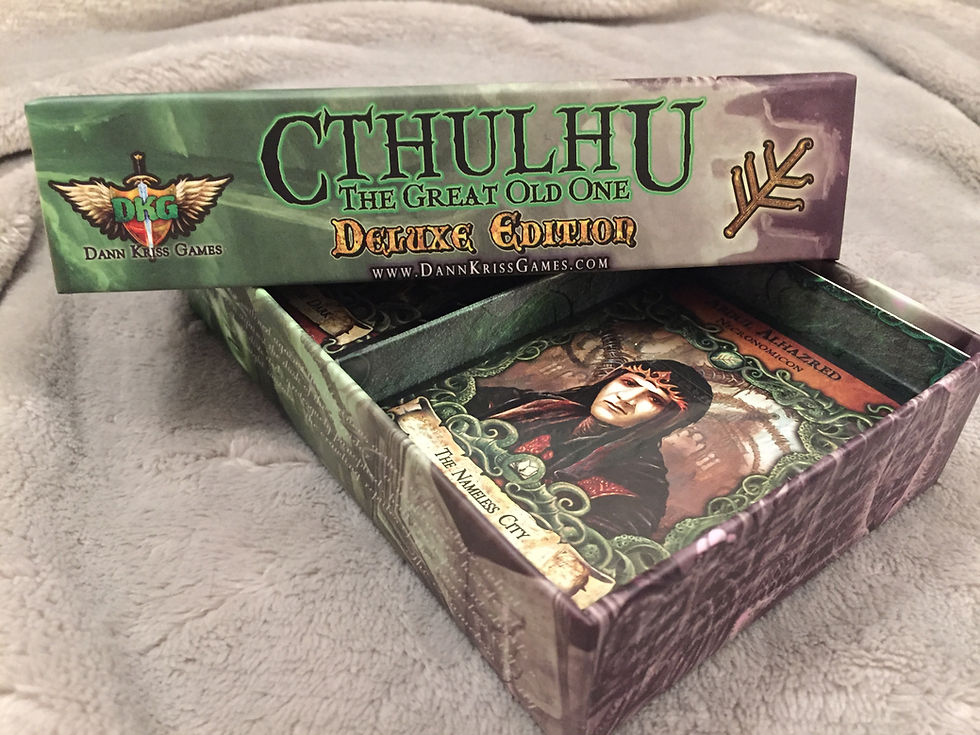 CTHULHU
THE GREAT OLD ONE
DELUXE EDITION
WWW.DANNKRISSGAMES.COM
DKG
DANN KRISS GAMES
ABDUL ALHAZRED
NECRONOMICON
THE NAMELESS CITY